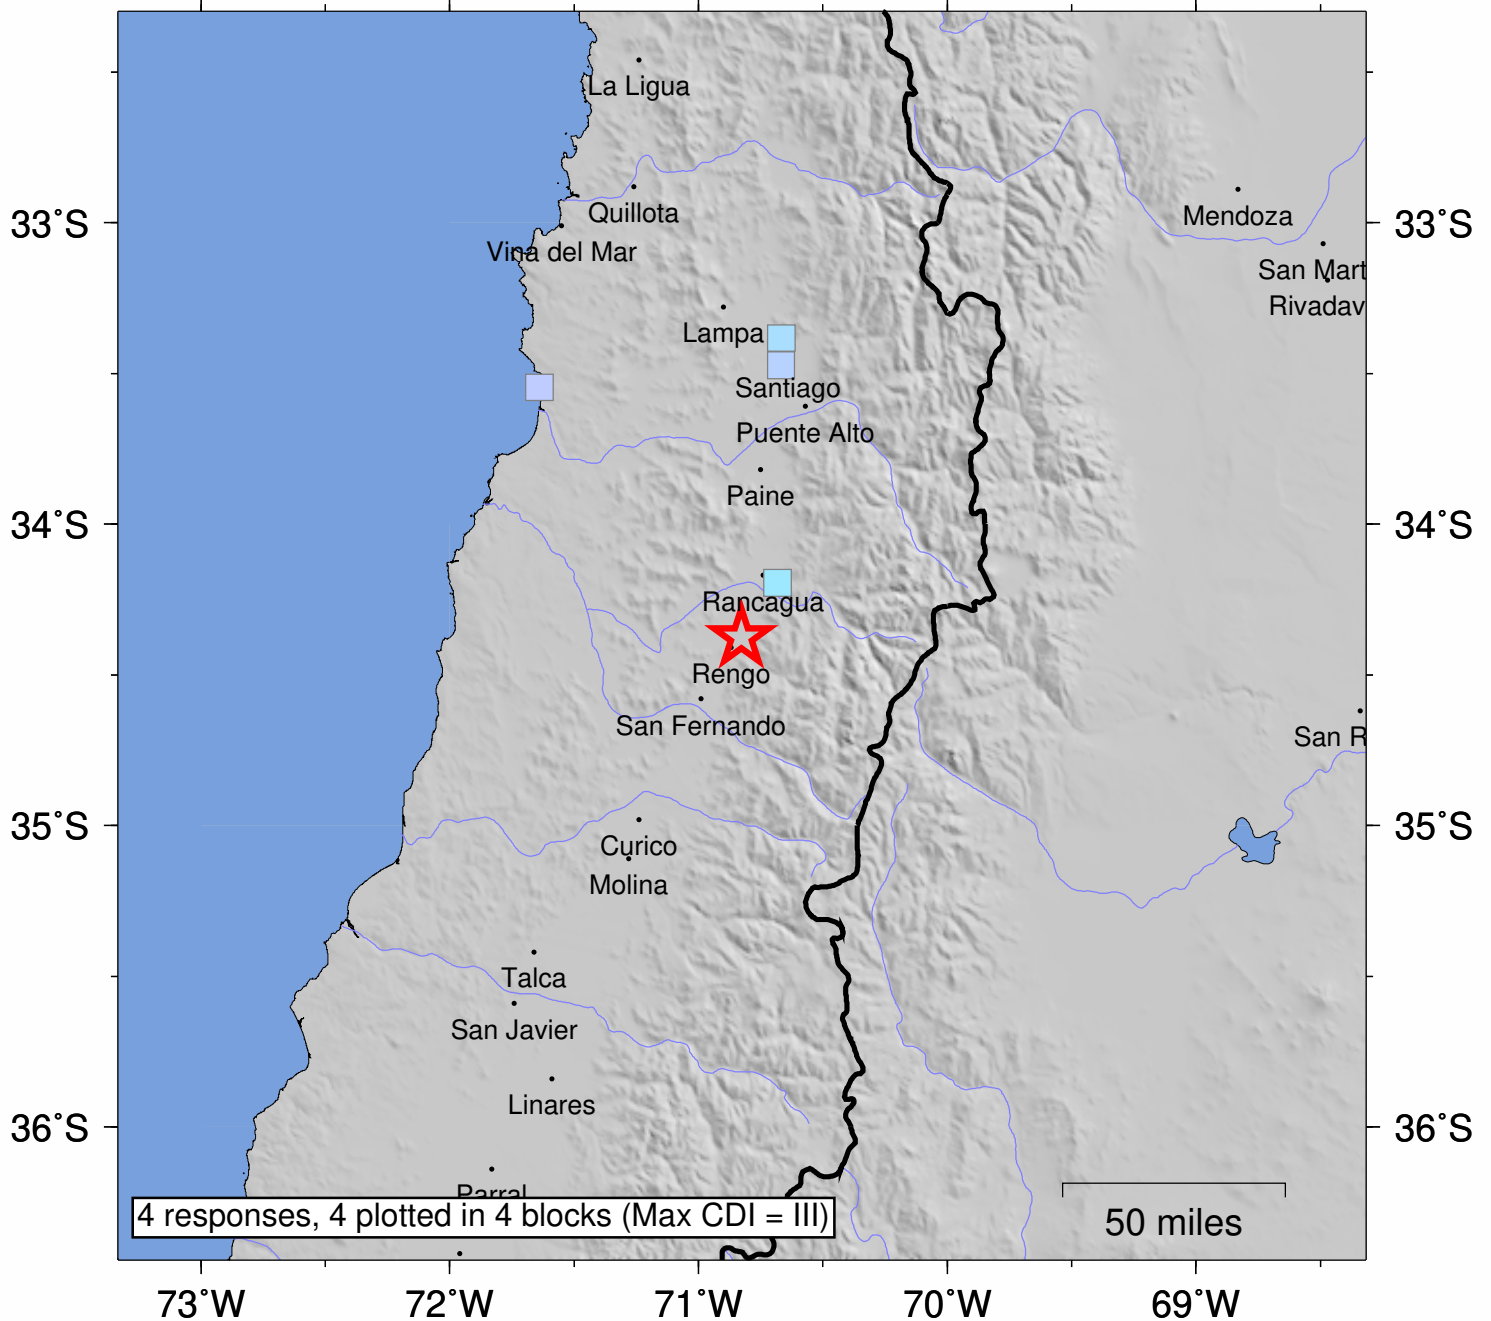 La Ligua
33°S
Quillota
Mendoza
33°S
Vina del Mar
San Mart
Rivadav
Lampa
Santiago
Puente Alto
Paine
34°S
34°S
Rancagua
Rengo
San Fernando
San R
35°S
35°S
Curico
Molina
Talca
San Javier
Linares
36°S
36°S
Parral
4 responses, 4 plotted in 4 blocks (Max CDI = III)
50 miles
73°W
72°W
71°W
70°W
69°W